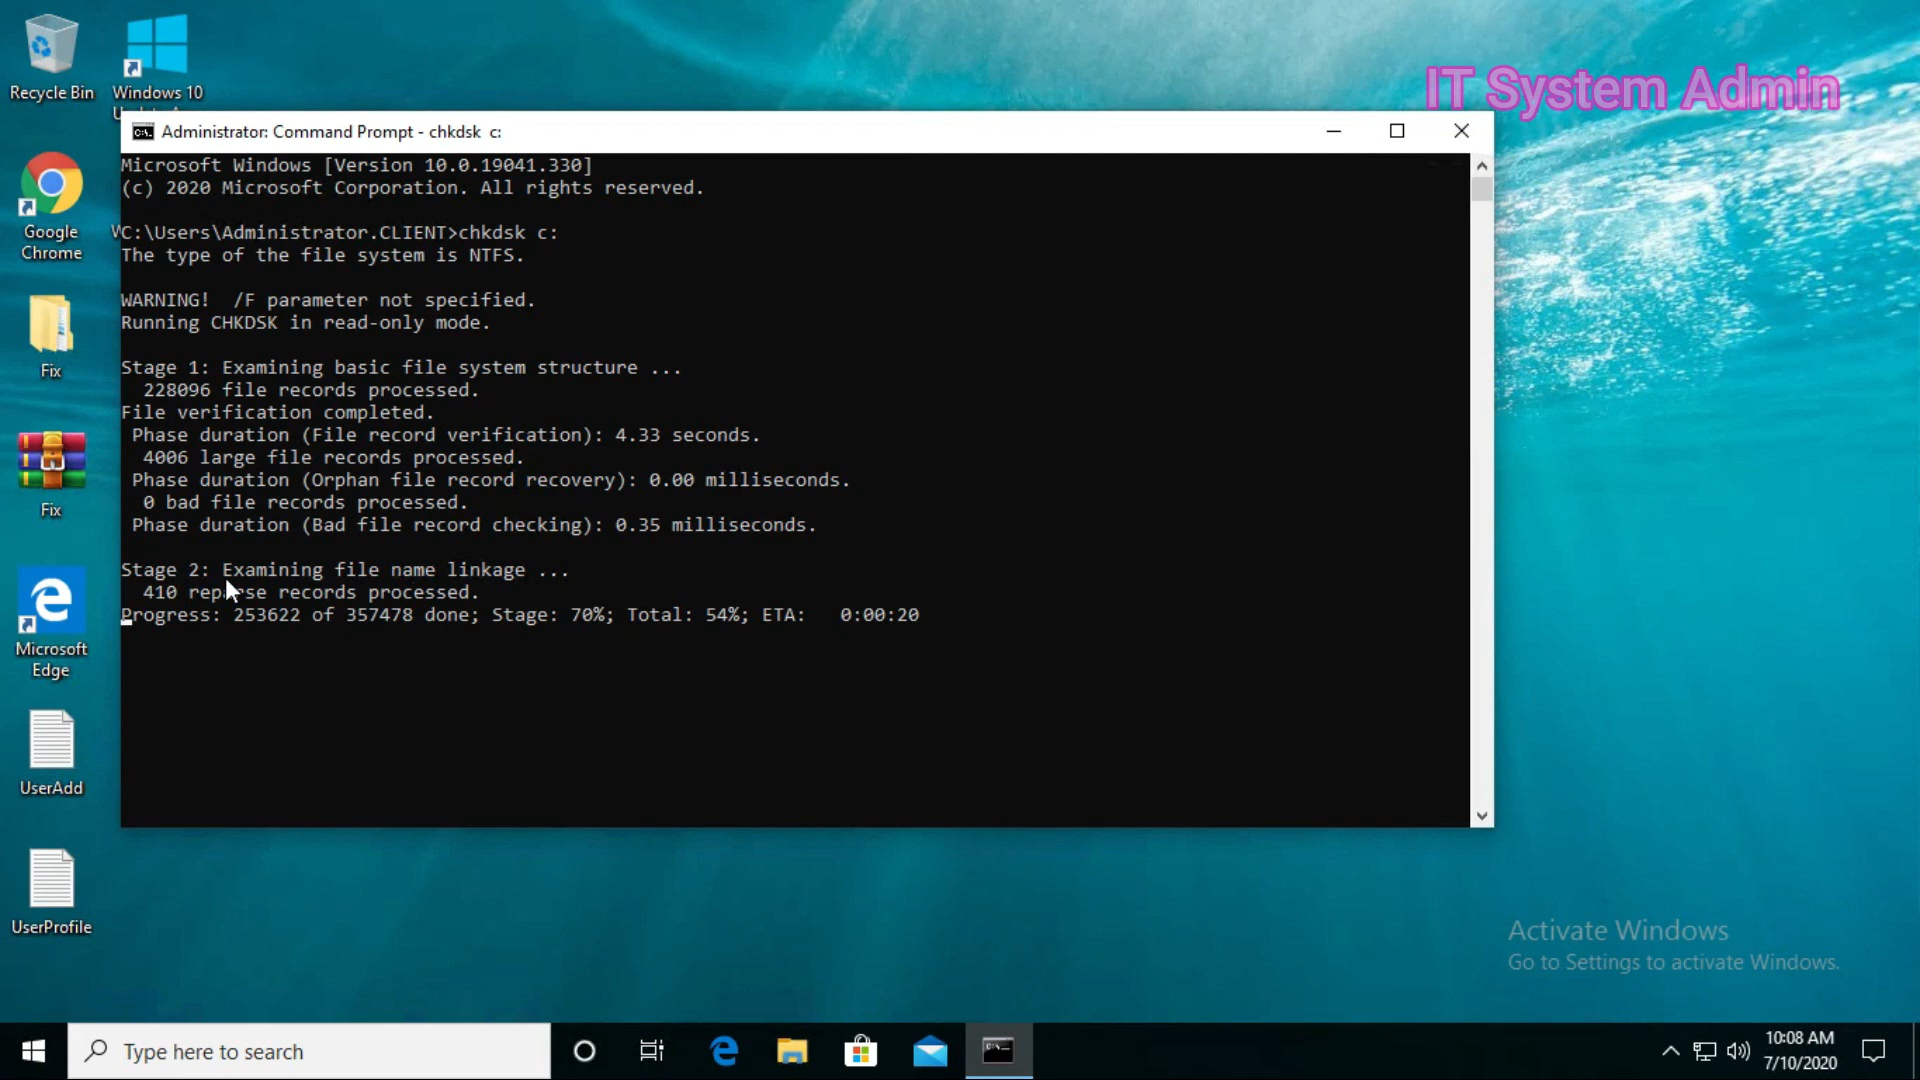 IT System Admin
Recycle Bin
Windows 10
Google
Chrome
Fix
Fix
Microsoft
Edge
UserAdd
UserProfile
Administrator: Command Prompt - chkdsk  c:
Microsoft Windows [Version 10.0.19041.330]
(c) 2020 Microsoft Corporation. All rights reserved.
C:\Users\Administrator.CLIENT>chkdsk c:
The type of the file system is NTFS.
WARNING!  /F parameter not specified.
Running CHKDSK in read-only mode.
Stage 1: Examining basic file system structure ...
228096 file records processed.
File verification completed.
Phase duration (File record verification): 4.33 seconds.
4006 large file records processed.
Phase duration (Orphan file record recovery): 0.00 milliseconds.
0 bad file records processed.
Phase duration (Bad file record checking): 0.35 milliseconds.
Stage 2: Examining file name linkage ...
410 reparse records processed.
Progress: 253622 of 357478 done; Stage: 70%; Total: 54%; ETA:   0:00:20
Activate Windows
Go to Settings to activate Windows.
Type here to search
10:08 AM
7/10/2020